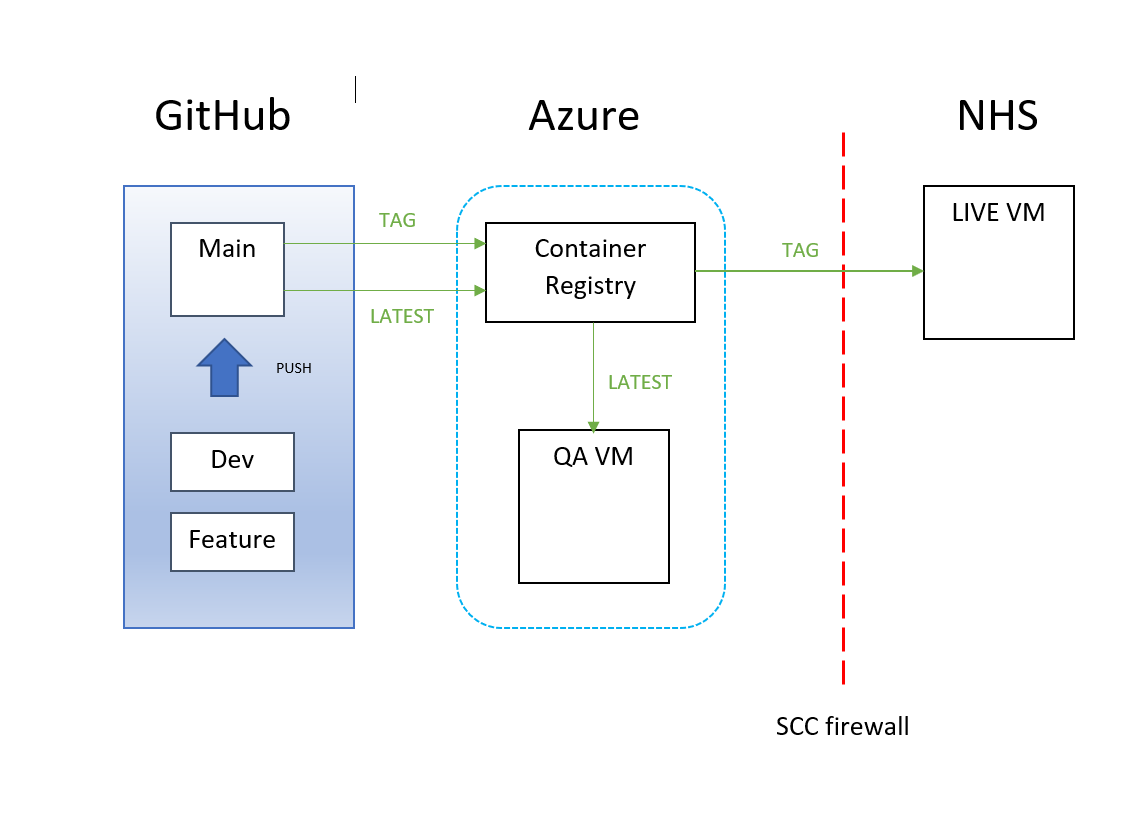 GitHub
Azure
NHS
Main
TAG
LATEST
Container
Registry
TAG
LIVE VM
PUSH
LATEST
Dev
QA VM
Feature
SCC firewall